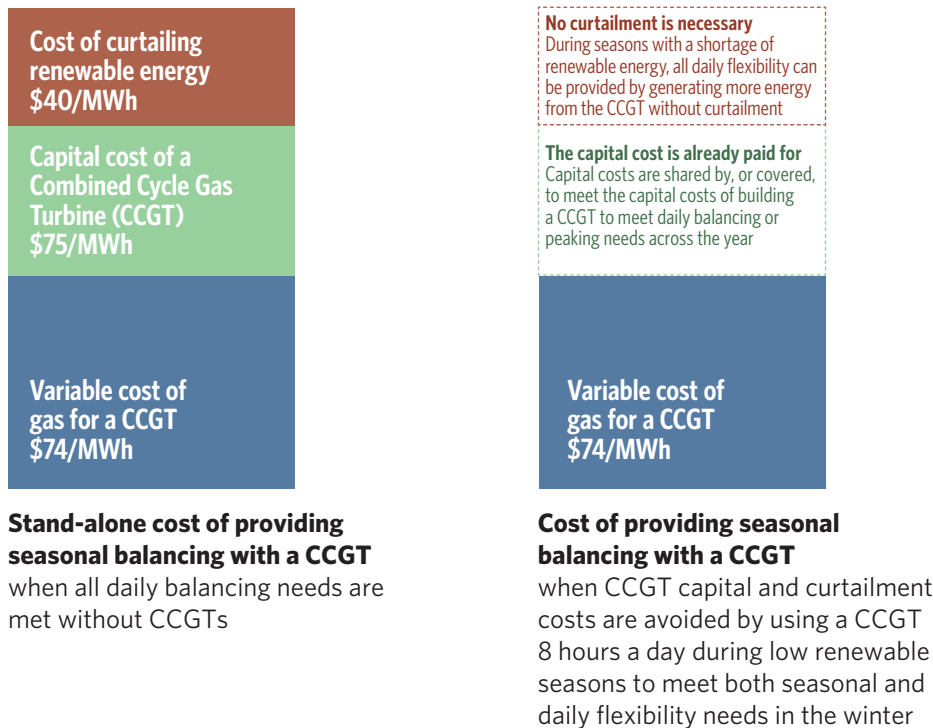 Cost of curtailing
renewable energy
$40/MWh
Capital cost of a
Combined Cycle Gas
Turbine (CCGT)
$75/MWh
Variable cost of
gas for a CCGT
$74/MWh
Stand-alone cost of providing
seasonal balancing with a CCGT
when all daily balancing needs are
met without CCGTs
No curtailment is necessary
During seasons with a shortage of
renewable energy, all daily flexibility can
be provided by generating more energy
from the CCGT without curtailment
The capital cost is already paid for
Capital costs are shared by, or covered,
to meet the capital costs of building
a CCGT to meet daily balancing or
peaking needs across the year
Variable cost of
gas for a CCGT
$74/MWh
Cost of providing seasonal
balancing with a CCGT
when CCGT capital and curtailment
costs are avoided by using a CCGT
8 hours a day during low renewable
seasons to meet both seasonal and
daily flexibility needs in the winter